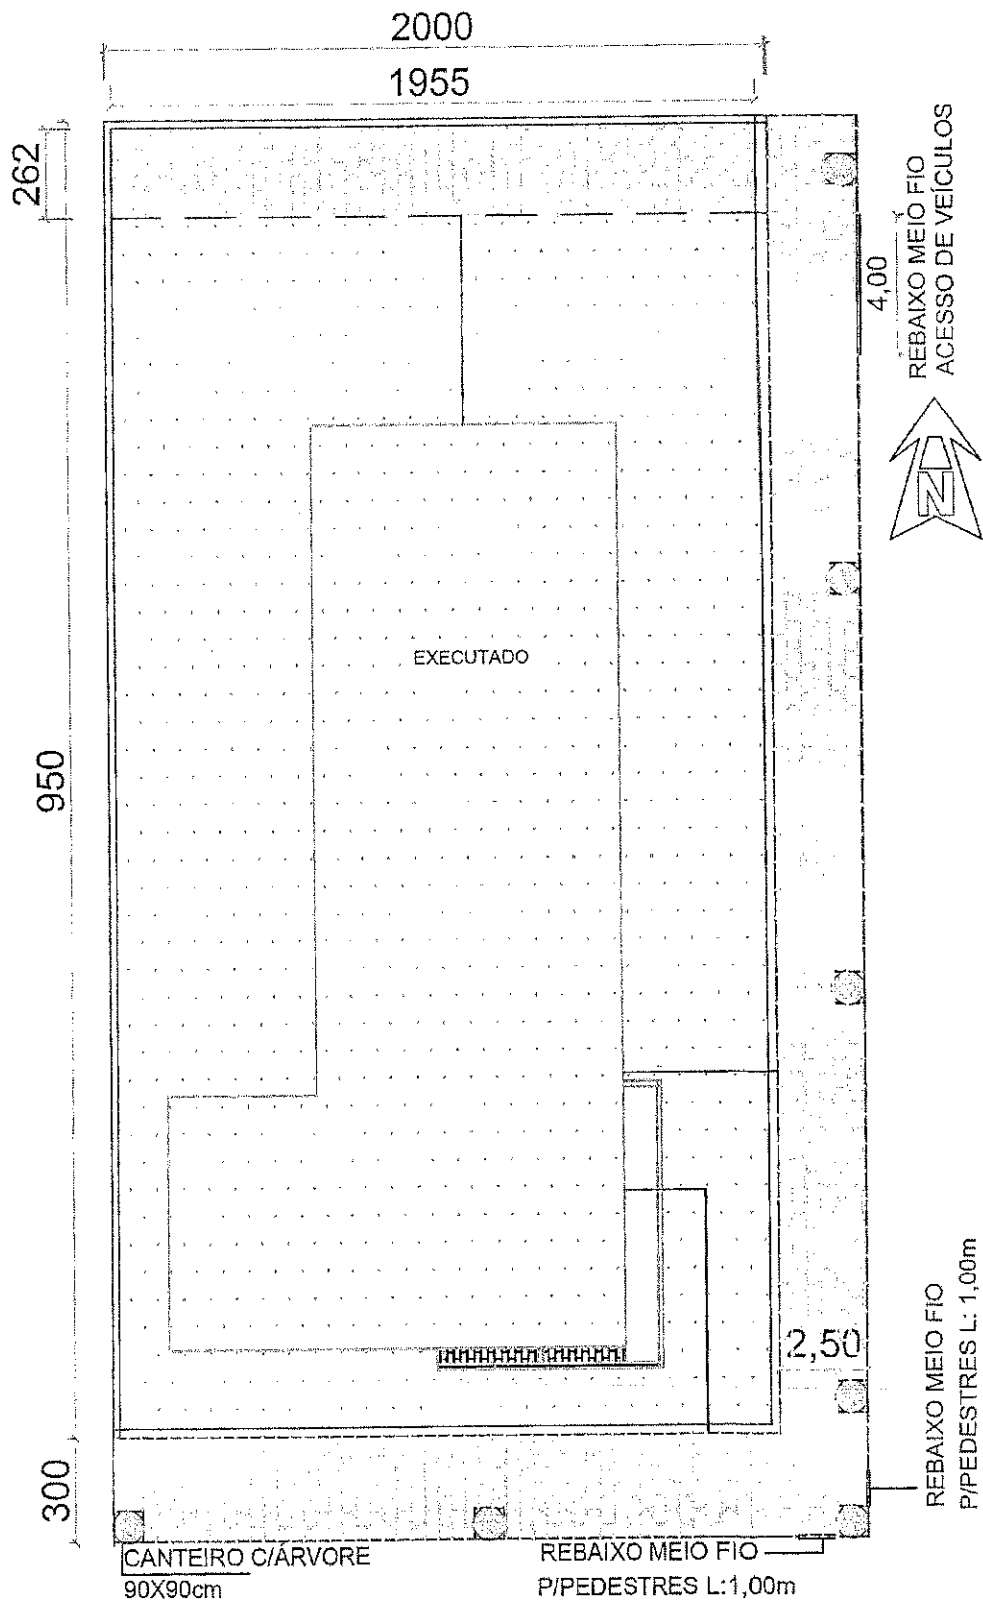 2000
1955
262
REBAIXO MEIO FIO
ACESSO DE VEÍCULOS
4,00
N
EXECUTADO
950
2,50
REBAIXO MEIO FIO
P/PEDESTRES L: 1,00m
300
CANTEIRO C/ÁRVORE
90X90cm
REBAIXO MEIO FIO
P/PEDESTRES L:1,00m